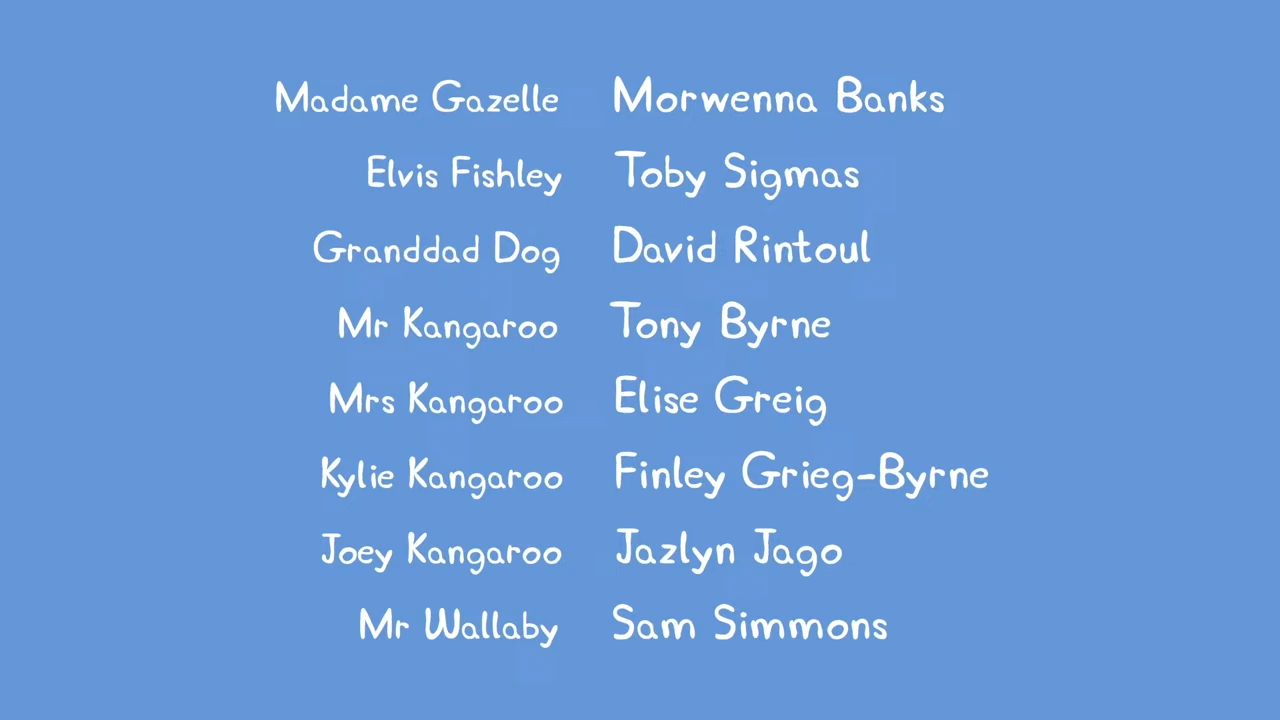 Madame Gazelle Morwenna Banks
Elvis Fishley Toby Sigmas
Granddad Dog David Rintoul
Mr Kangaroo Tony Byrne
Mrs Kangaroo Elise Greig
Kylie Kangaroo Finley Grieg-Byrne
Joey Kangaroo Jazlyn Jago
Mr Wallaby Sam Simmons